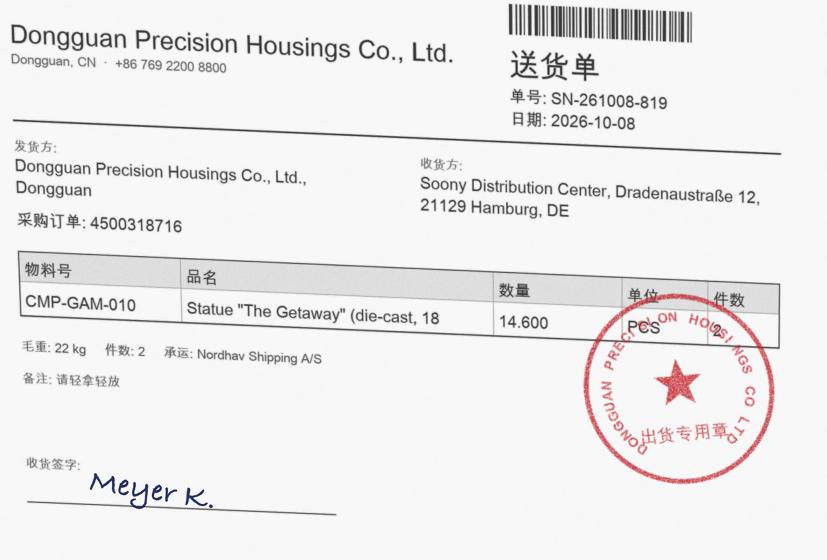 Dongguan Precision Housings Co., Ltd.
Dongguan, CN · +86 769 2200 8800
送货单
单号: SN-261008-819
日期: 2026-10-08
发货方:
Dongguan Precision Housings Co., Ltd.,
Dongguan
采购订单: 4500318716
收货方:
Soony Distribution Center, Dradenaustraße 12,
21129 Hamburg, DE
物料号 品名 数量 单位 件数
CMP-GAM-010 Statue "The Getaway" (die-cast, 18 14.600 PCS 2
毛重: 22 kg 件数: 2 承运: Nordhav Shipping A/S
备注: 请轻拿轻放
DONGGUAN PRECISION HOUSINGS CO LTD
出货专用章
收货签字:
Meyer K.